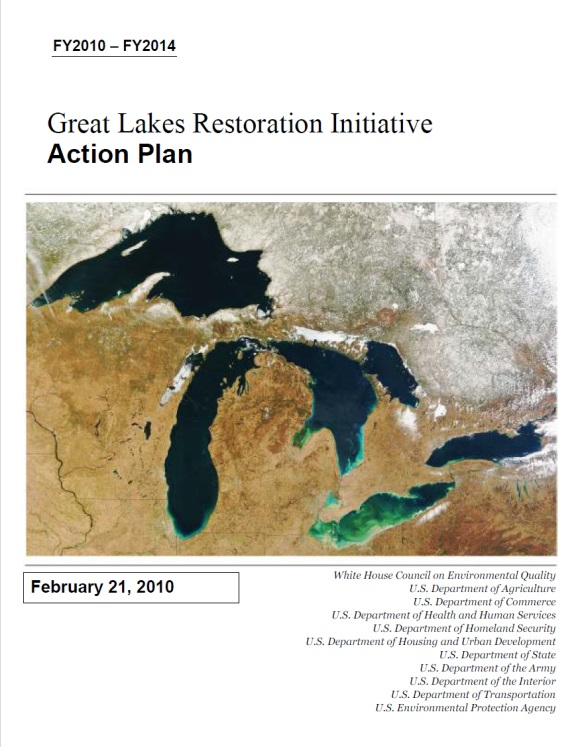 FY2010 – FY2014
Great Lakes Restoration Initiative
Action Plan
February 21, 2010
White House Council on Environmental Quality
U.S. Department of Agriculture
U.S. Department of Commerce
U.S. Department of Health and Human Services
U.S. Department of Homeland Security
U.S. Department of Housing and Urban Development
U.S. Department of State
U.S. Department of the Army
U.S. Department of the Interior
U.S. Department of Transportation
U.S. Environmental Protection Agency